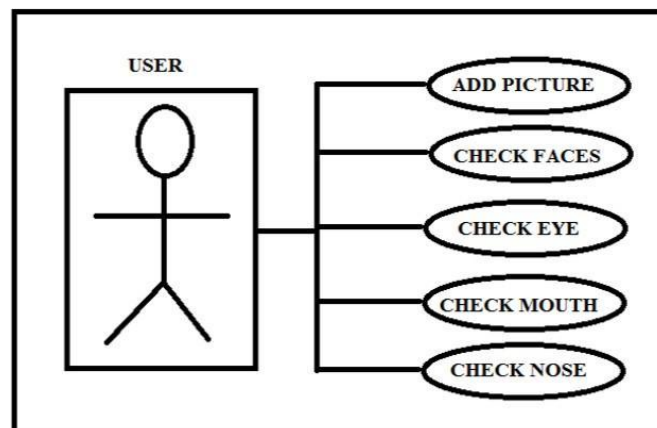 USER
ADD PICTURE
CHECK FACES
CHECK EYE
CHECK MOUTH
CHECK NOSE